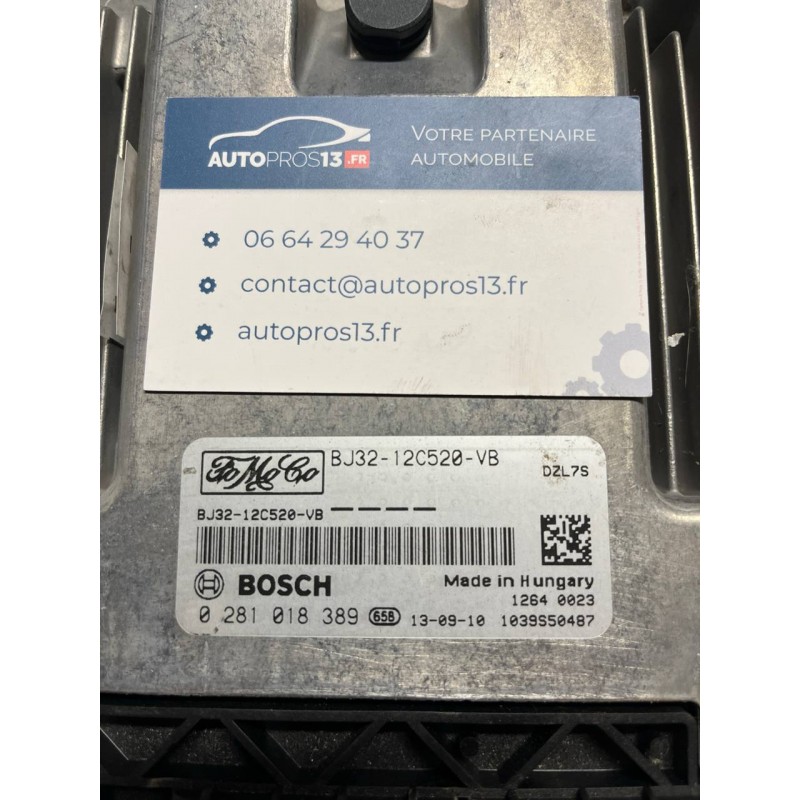 AUTOPROS13.FR
VOTRE PARTENAIRE
AUTOMOBILE
06 64 29 40 37
contact@autopros13.fr
autopros13.fr
FoMoCo BJ32-12C520-VB DZL7S
BJ32-12C520-VB ----
BOSCH Made in Hungary
1264 0023
0 281 018 389 65B 13-09-10 1039S50487